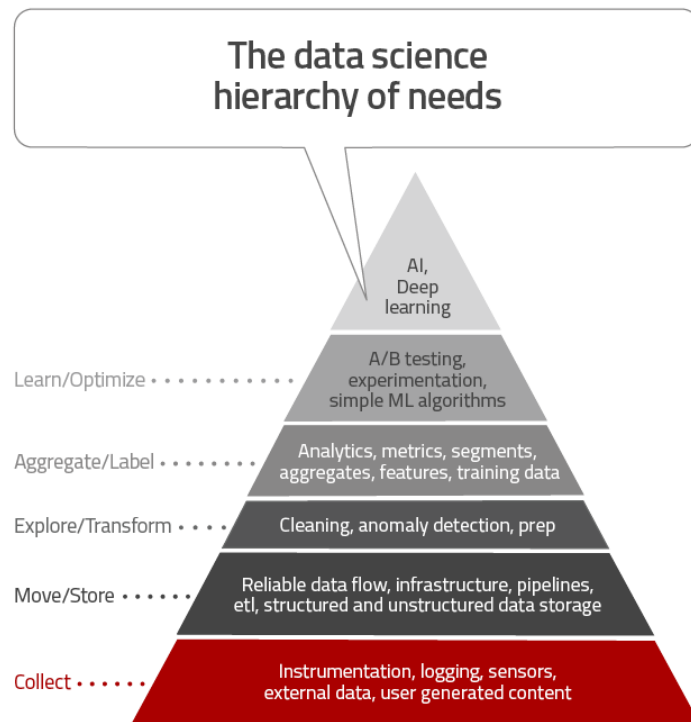 The data science
hierarchy of needs
AI,
Deep
learning
Learn/Optimize
A/B testing,
experimentation,
simple ML algorithms
Aggregate/Label
Analytics, metrics, segments,
aggregates, features, training data
Explore/Transform
Cleaning, anomaly detection, prep
Move/Store
Reliable data flow, infrastructure, pipelines,
etl, structured and unstructured data storage
Collect
Instrumentation, logging, sensors,
external data, user generated content